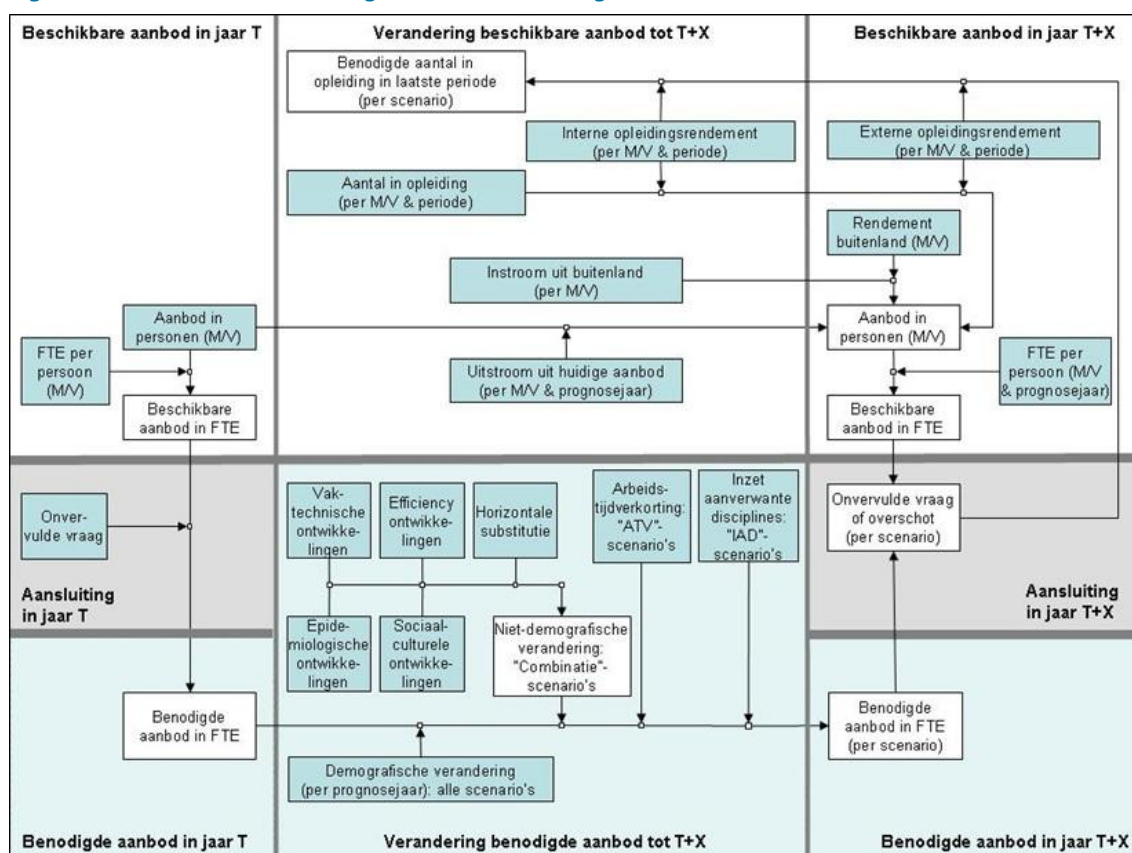 Beschikbare aanbod in jaar T
Verandering beschikbare aanbod tot T+X
Beschikbare aanbod in jaar T+X
Benodigde aantal in
opleiding in laatste periode
(per scenario)
Interne opleidingsrendement
(per M/V & periode)
Externe opleidingsrendement
(per M/V & periode)
Aantal in opleiding
(per M/V & periode)
Rendement
buitenland (M/V)
Instroom uit buitenland
(per M/V)
Aanbod in
personen (M/V)
Aanbod in
personen (M/V)
FTE per
persoon
(M/V)
Uitstroom uit huidige aanbod
(per M/V & prognosejaar)
FTE per
persoon (M/V
& prognosejaar)
Beschikbare
aanbod in FTE
Beschikbare
aanbod in FTE
Onver-
vulde vraag
Vak-
technische
ontwikke-
lingen
Efficiency
ontwikke-
lingen
Horizontale
substitutie
Arbeids-
tijdverkorting:
"ATV"-
scenario's
Inzet
aanverwante
disciplines:
"IAD"-
scenario's
Onvervulde vraag
of overschot
(per scenario)
Aansluiting
in jaar T
Aansluiting
in jaar T+X
Epide-
miologische
ontwikke-
lingen
Sociaal-
culturele
ontwikke-
lingen
Niet-demografische
verandering:
"Combinatie"-
scenario's
Benodigde
aanbod in FTE
Benodigde
aanbod in FTE
(per scenario)
Demografische verandering
(per prognosejaar): alle scenario's
Benodigde aanbod in jaar T
Verandering benodigde aanbod tot T+X
Benodigde aanbod in jaar T+X